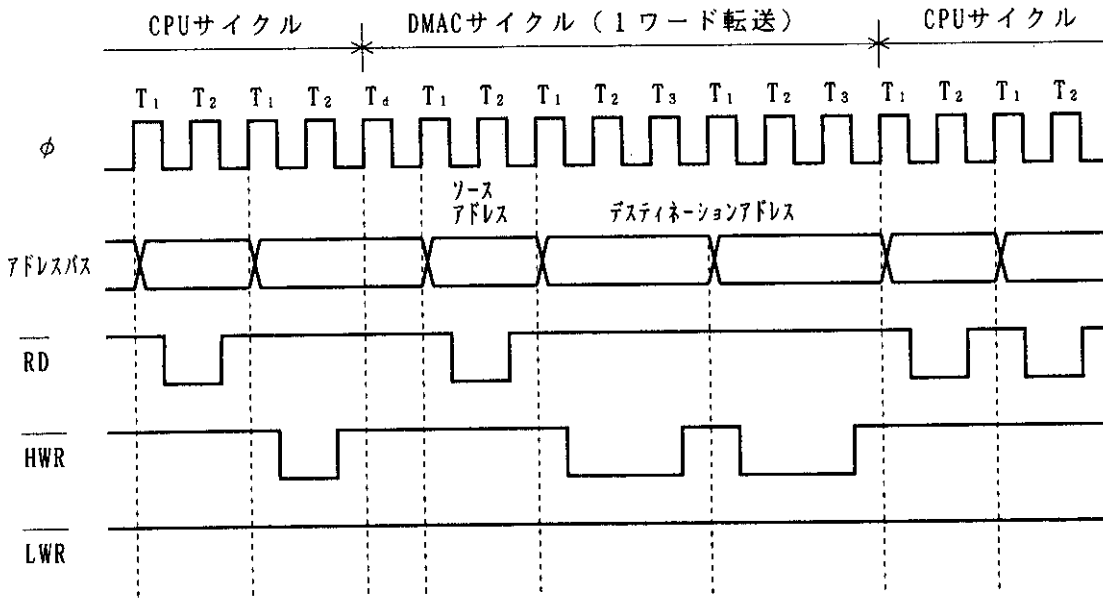 CPUサイクル DMACサイクル（1ワード転送） CPUサイクル
T₁ T₂ T₁ T₂ T_d T₁ T₂ T₁ T₂ T₃ T₁ T₂ T₃ T₁ T₂ T₁ T₂
φ
ソース
アドレス デスティネーションアドレス
アドレスバス
RD
HWR
LWR